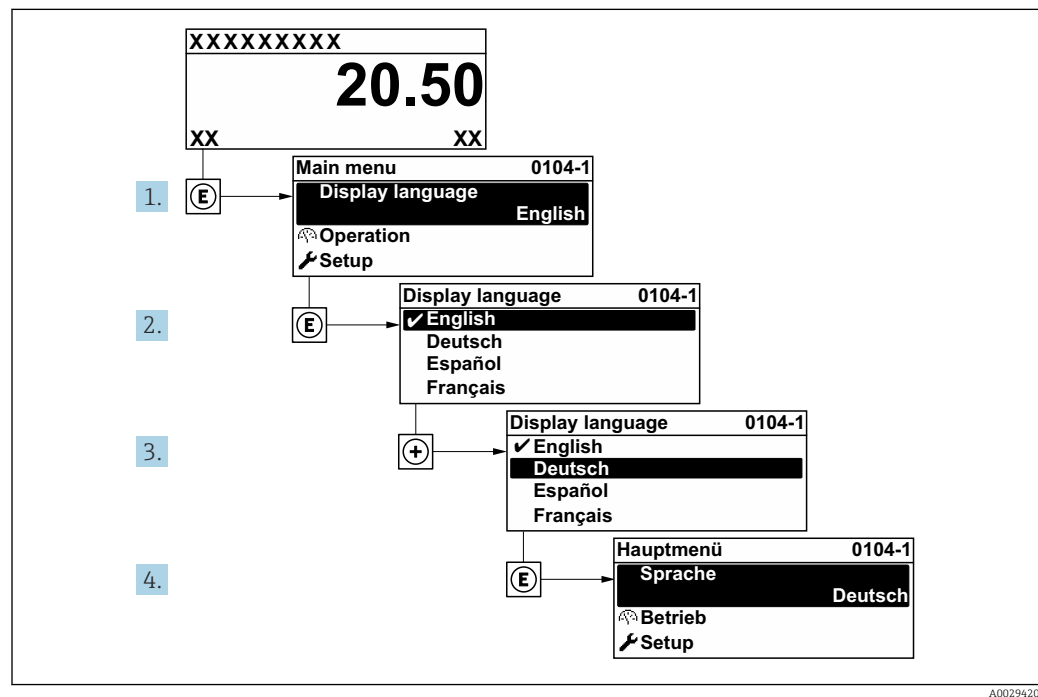 XXXXXXXXX
20.50
XX XX
1. E
Main menu 0104-1
Display language
English
Operation
Setup
2. E
Display language 0104-1
✔English
Deutsch
Español
Français
3. +
Display language 0104-1
✔English
Deutsch
Español
Français
4. E
Hauptmenü 0104-1
Sprache
Deutsch
Betrieb
Setup
A0029420